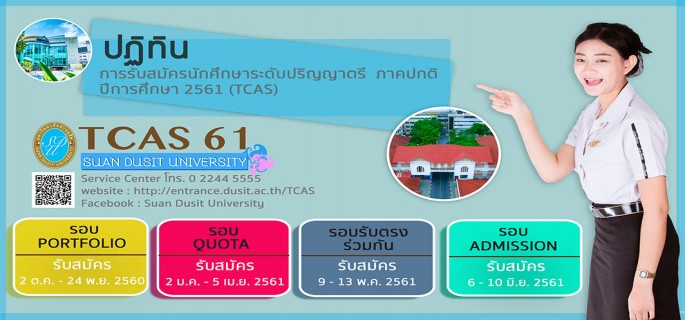 ปฏิทิน
การรับสมัครนักศึกษาระดับปริญญาตรี ภาคปกติ
ปีการศึกษา 2561 (TCAS)
TCAS 61
SUAN DUSIT UNIVERSITY
Service Center โทร. 0 2244 5555
website : http://entrance.dusit.ac.th/TCAS
Facebook : Suan Dusit University
รอบ
PORTFOLIO
รับสมัคร
2 ต.ค. - 24 พ.ย. 2560
รอบ
QUOTA
รับสมัคร
2 ม.ค. - 5 เม.ย. 2561
รอบรับตรง
ร่วมกัน
รับสมัคร
9 - 13 พ.ค. 2561
รอบ
ADMISSION
รับสมัคร
6 - 10 มิ.ย. 2561